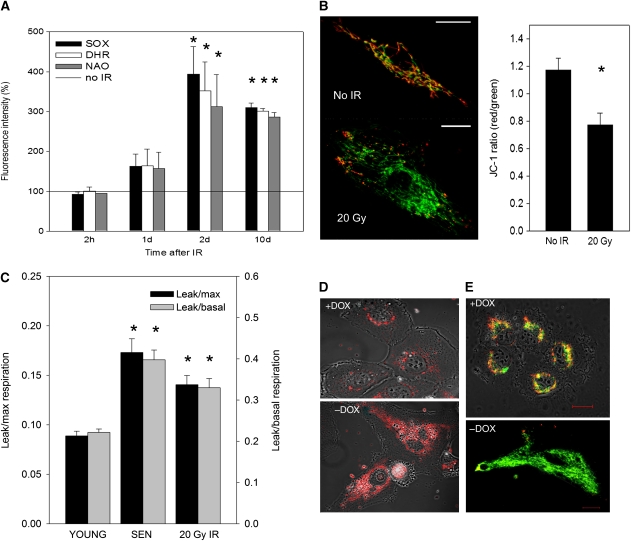 A
Fluorescence intensity (%)
500
400
300
200
100
0
SOX
DHR
NAO
no IR
* * *
* * *
2h 1d 2d 10d
Time after IR
B
No IR
20 Gy
JC-1 ratio (red/green)
1.4
1.2
1.0
0.8
0.6
0.4
0.2
0.0
*
No IR 20 Gy
C
Leak/max respiration
0.25
0.20
0.15
0.10
0.05
0.00
Leak/max
Leak/basal
* *
* *
0.6
0.5
0.4
0.3
0.2
0.1
0.0
Leak/basal respiration
YOUNG SEN 20 Gy IR
D
+DOX
−DOX
E
+DOX
−DOX